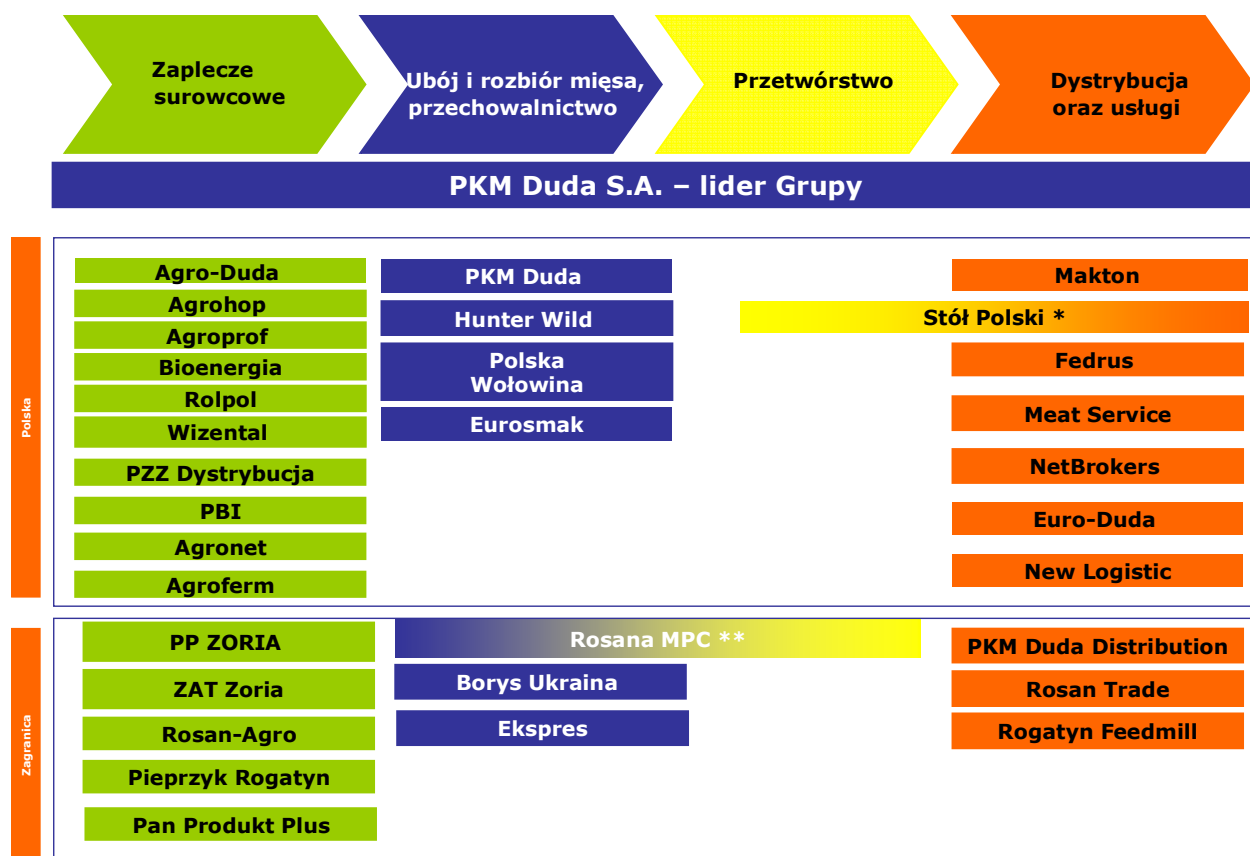 Zaplecze
surowcowe
Ubój i rozbiór mięsa,
przechowalnictwo
Przetwórstwo
Dystrybucja
oraz usługi
PKM Duda S.A. – lider Grupy
Polska
Agro-Duda
Agrohop
Agroprof
Bioenergia
Rolpol
Wizental
PZZ Dystrybucja
PBI
Agronet
Agroferm
PKM Duda
Hunter Wild
Polska
Wołowina
Eurosmak
Makton
Stół Polski *
Fedrus
Meat Service
NetBrokers
Euro-Duda
New Logistic
Zagranica
PP ZORIA
ZAT Zoria
Rosan-Agro
Pieprzyk Rogatyn
Pan Produkt Plus
Rosana MPC **
Borys Ukraina
Ekspres
PKM Duda Distribution
Rosan Trade
Rogatyn Feedmill